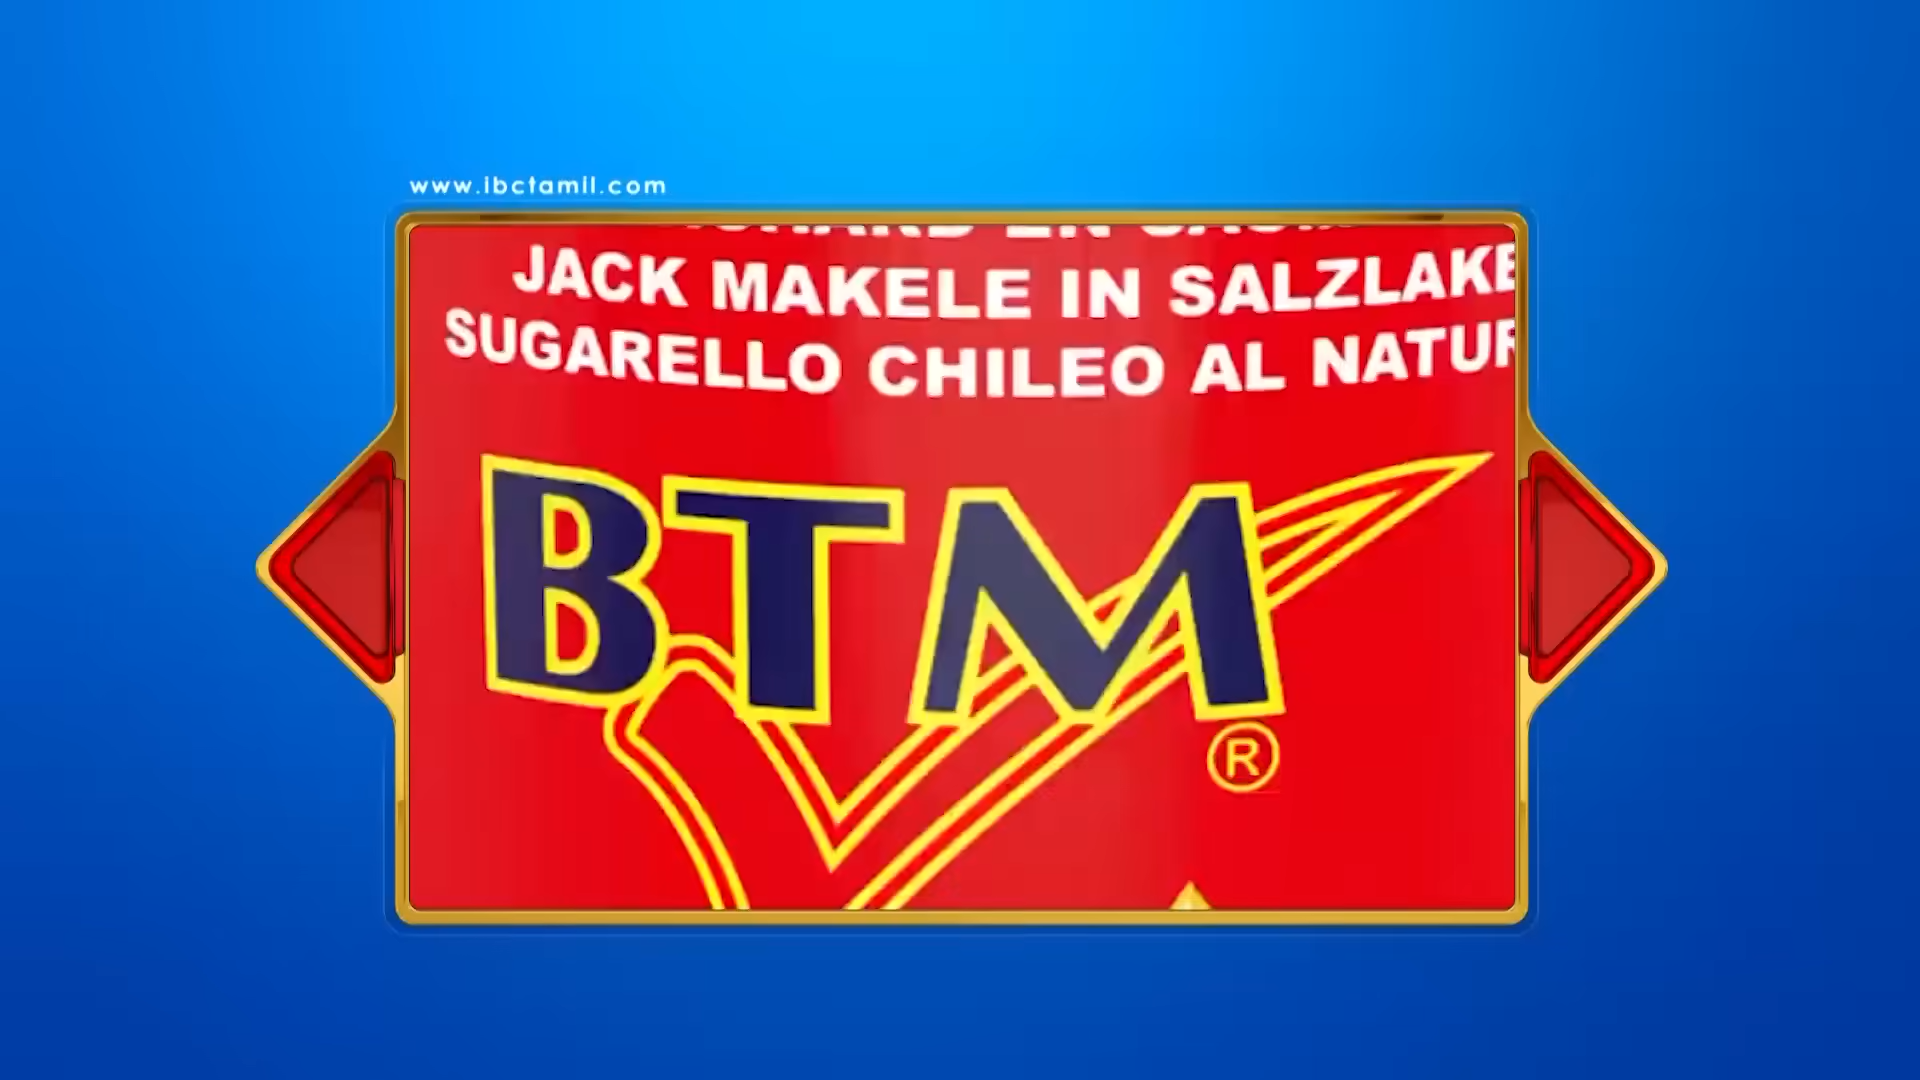 www.ibctamil.com
JACK MAKELE IN SALZLAKE
SUGARELLO CHILEO AL NATUR
BTM
®